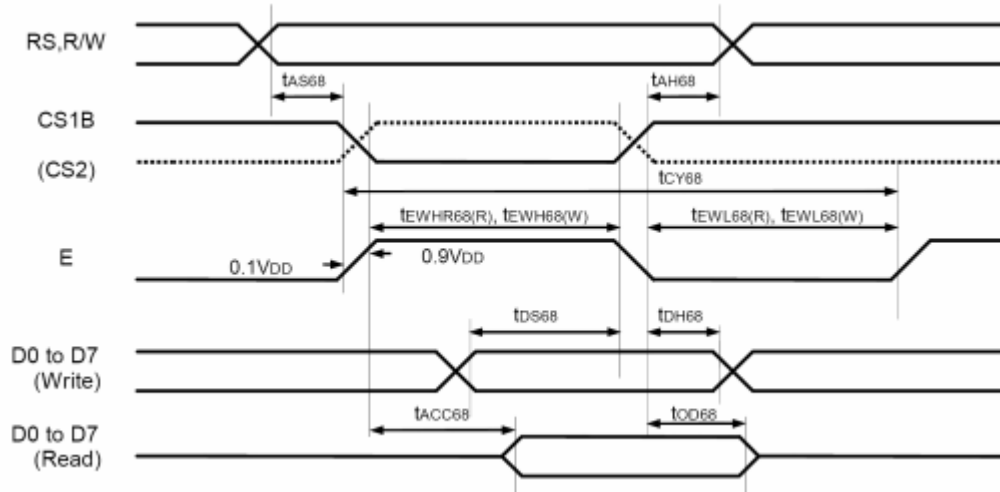 RS,R/W
tAS68 tAH68
CS1B
(CS2)
tCY68
tEWHR68(R), tEWH68(W) tEWL68(R), tEWL68(W)
E
0.1VDD 0.9VDD
tDS68 tDH68
D0 to D7
(Write)
tACC68 tOD68
D0 to D7
(Read)